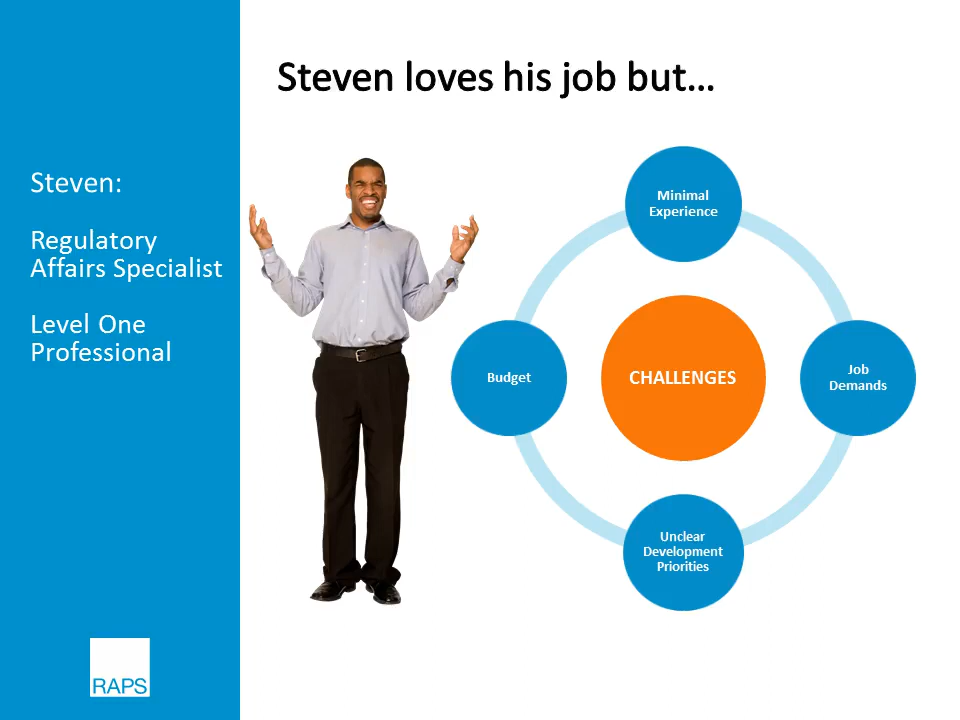 Steven loves his job but...
Steven:
Regulatory
Affairs Specialist
Level One
Professional
Minimal
Experience
Budget
CHALLENGES
Job
Demands
Unclear
Development
Priorities
RAPS